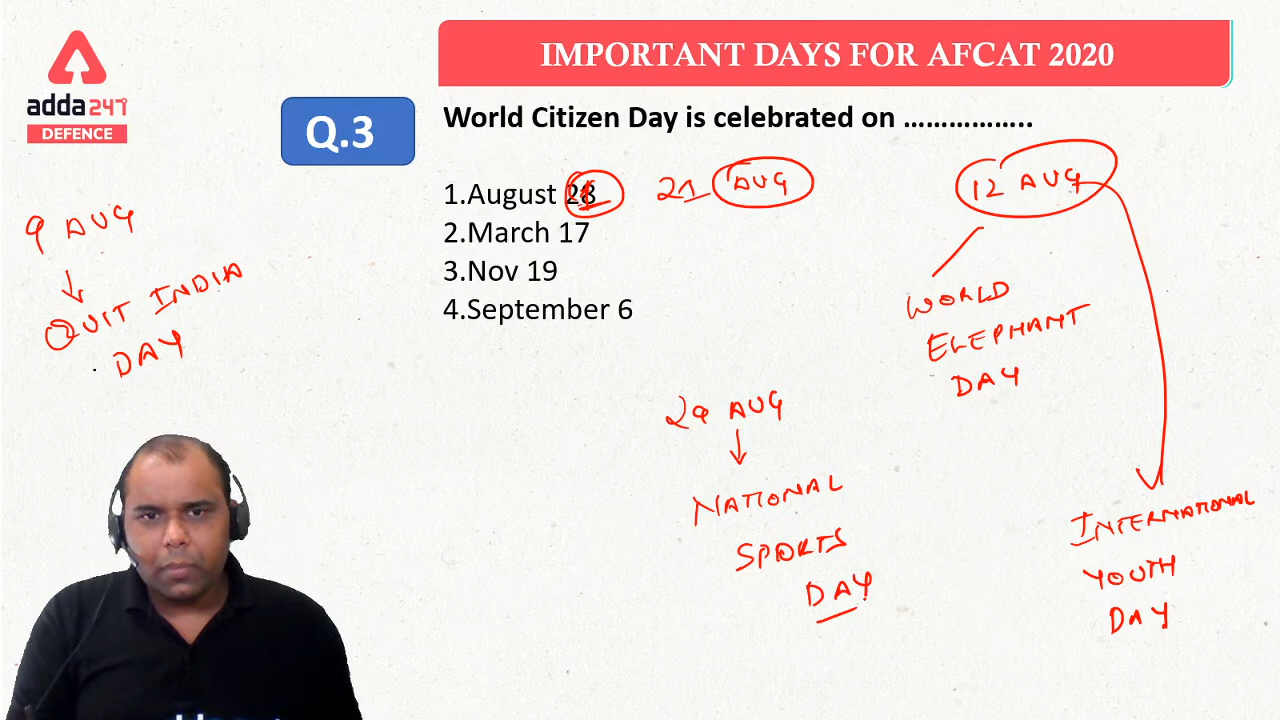 IMPORTANT DAYS FOR AFCAT 2020
adda247
DEFENCE
Q.3
World Citizen Day is celebrated on ……………..
1.August 28
21 AUG
12 AUG
2.March 17
3.Nov 19
4.September 6
9 AUG
QUIT INDIA
DAY
WORLD
ELEPHANT
DAY
29 AUG
NATIONAL
SPORTS
DAY
INTERNATIONAL
YOUTH
DAY